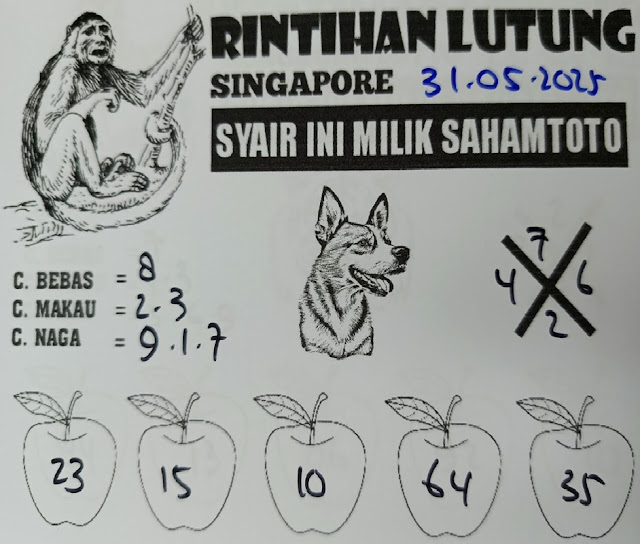 RINTIHAN LUTUNG
SINGAPORE 31.05.2025
SYAIR INI MILIK SAHAMTOTO
C. BEBAS = 8
C. MAKAU = 2.3
C. NAGA = 9.1.7
7
4 6
2
23 15 10 64 35